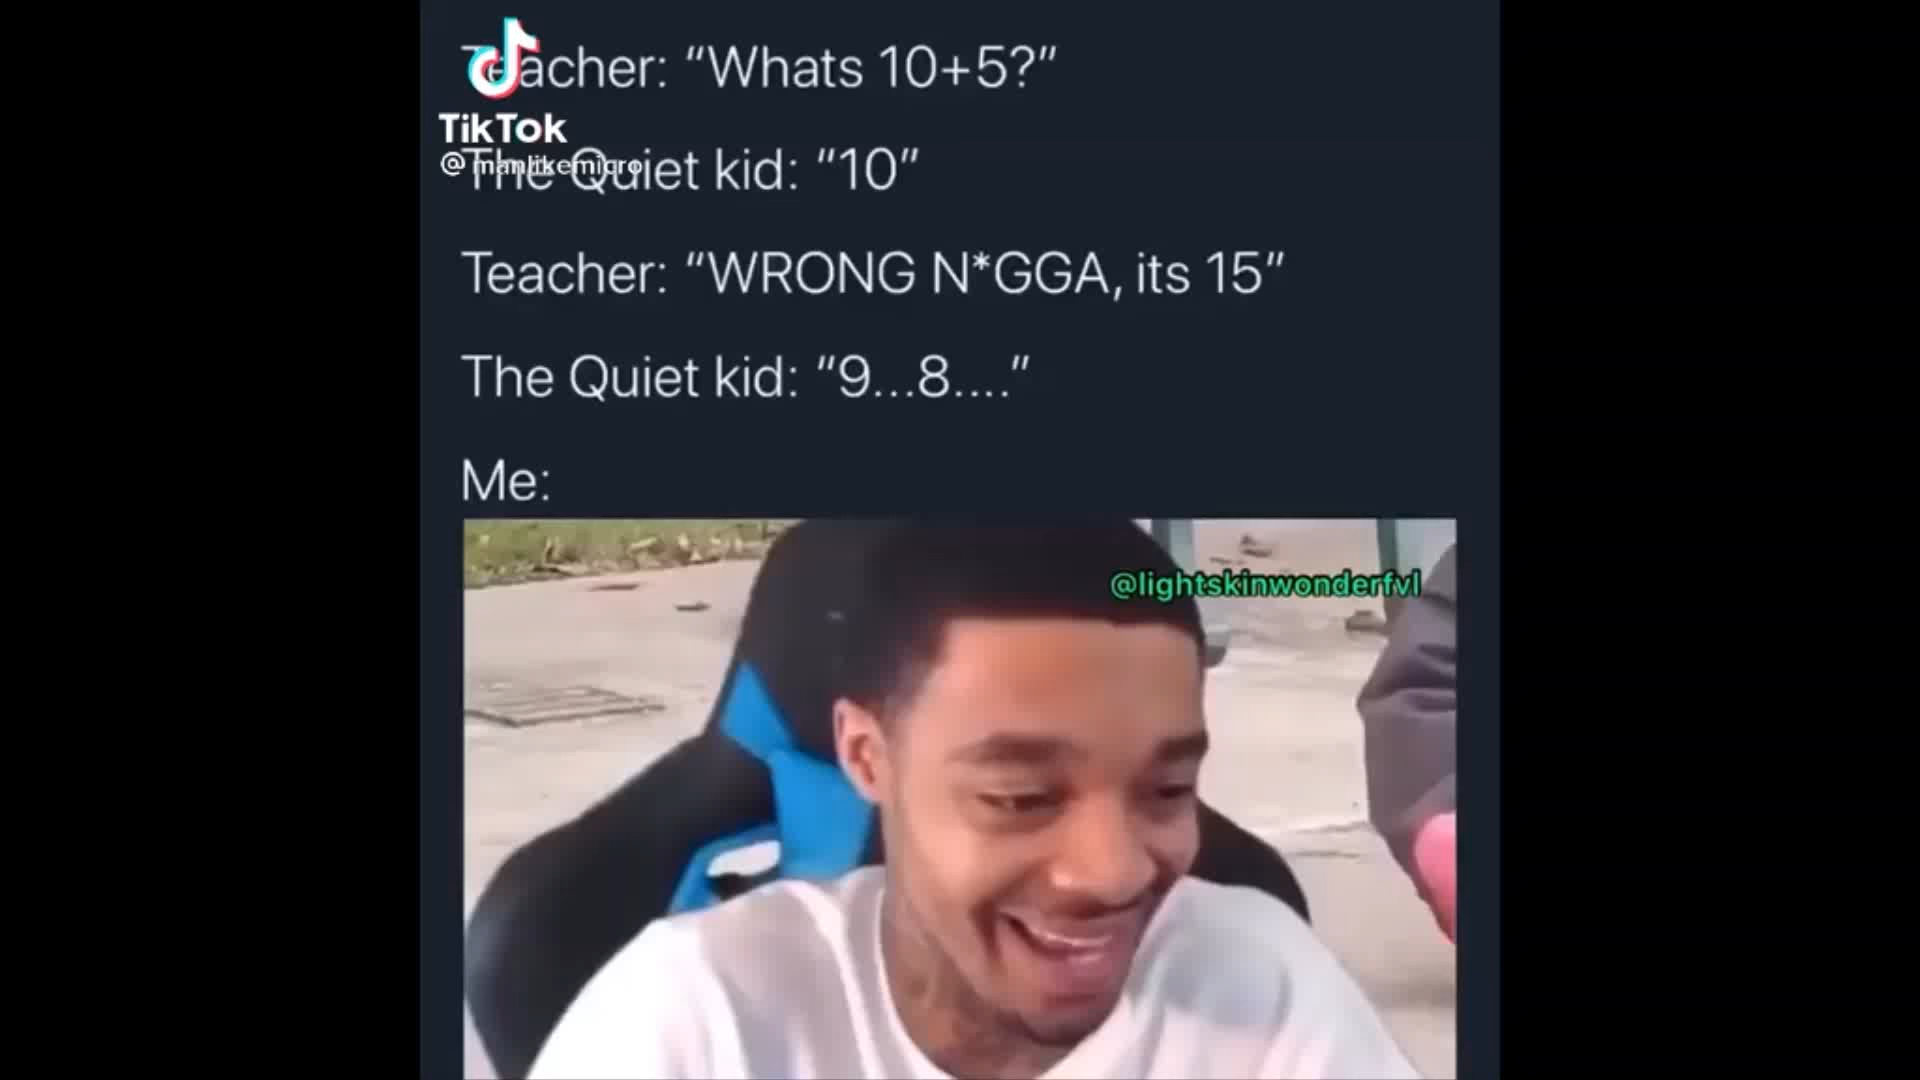 Teacher: “Whats 10+5?”
TikTok
@manlikemicro
The Quiet kid: “10”
Teacher: “WRONG N*GGA, its 15”
The Quiet kid: “9...8....”
Me:
@lightskinwonderfvl